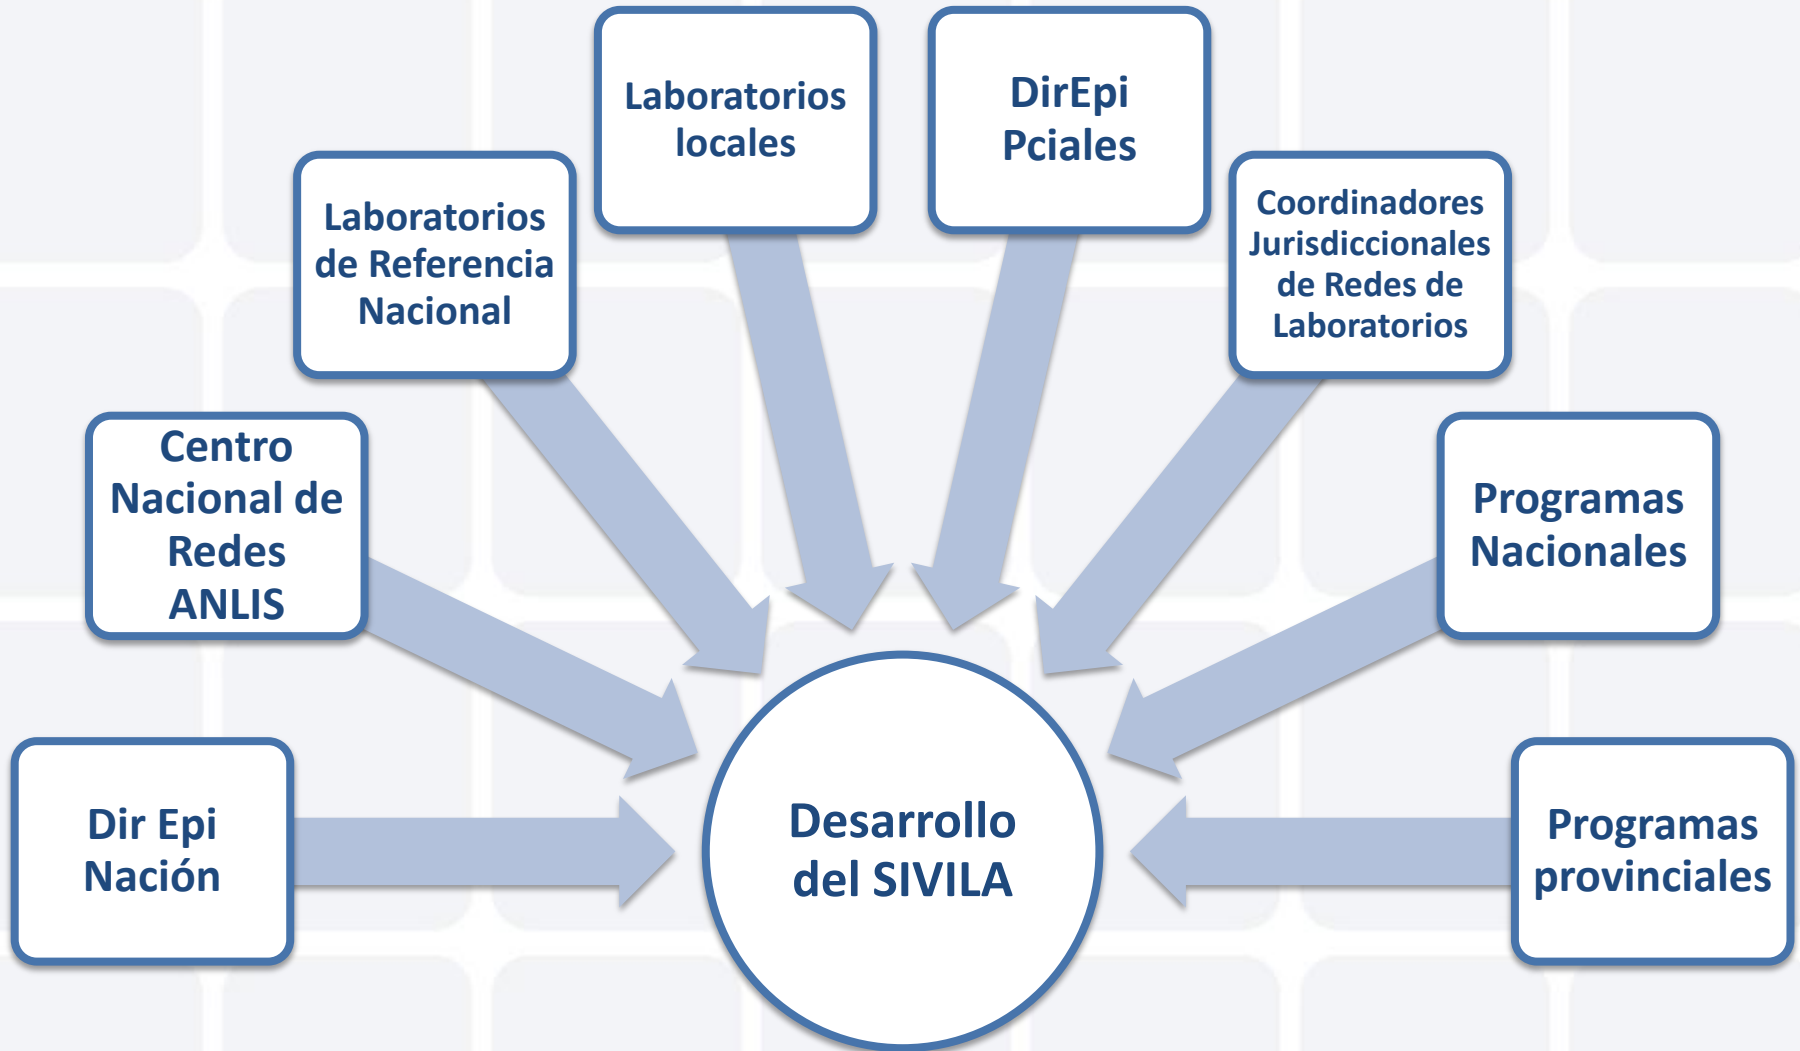 Laboratorios
locales
DirEpi
Pciales
Laboratorios
de Referencia
Nacional
Coordinadores
Jurisdiccionales
de Redes de
Laboratorios
Centro
Nacional de
Redes
ANLIS
Programas
Nacionales
Dir Epi
Nación
Desarrollo
del SIVILA
Programas
provinciales